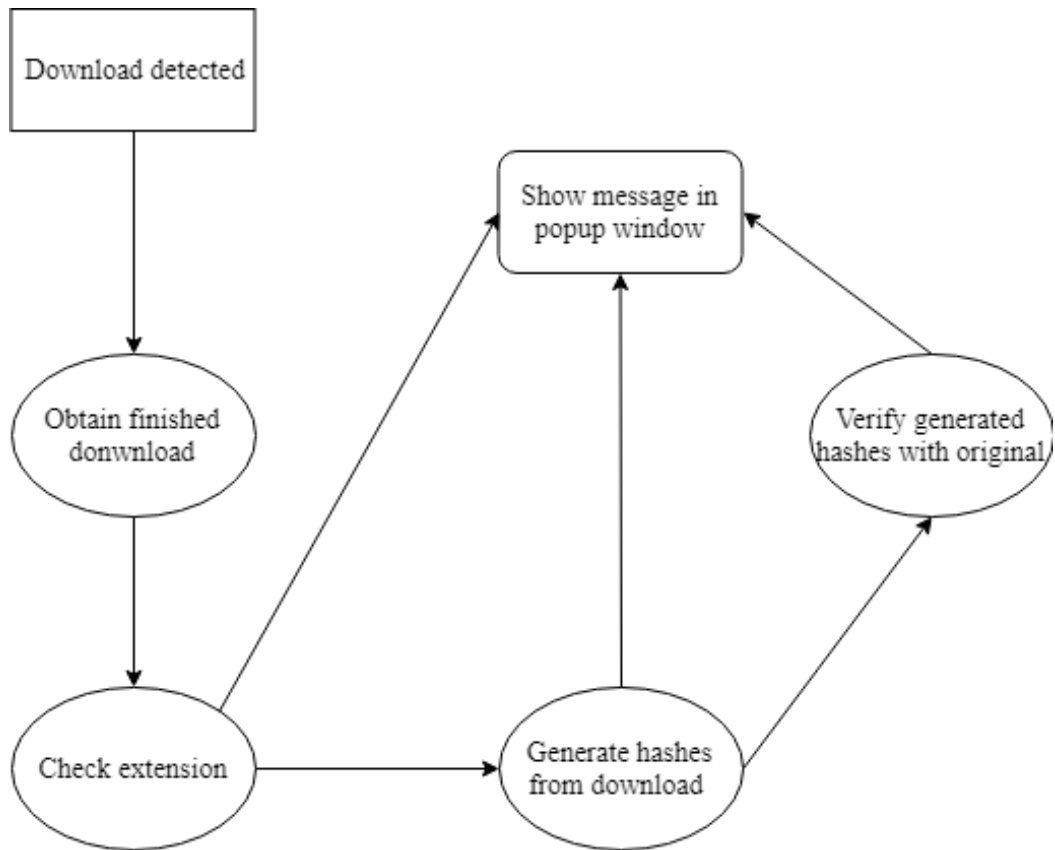 Download detected
Show message in
popup window
Obtain finished
donwnload
Verify generated
hashes with original
Check extension
Generate hashes
from download